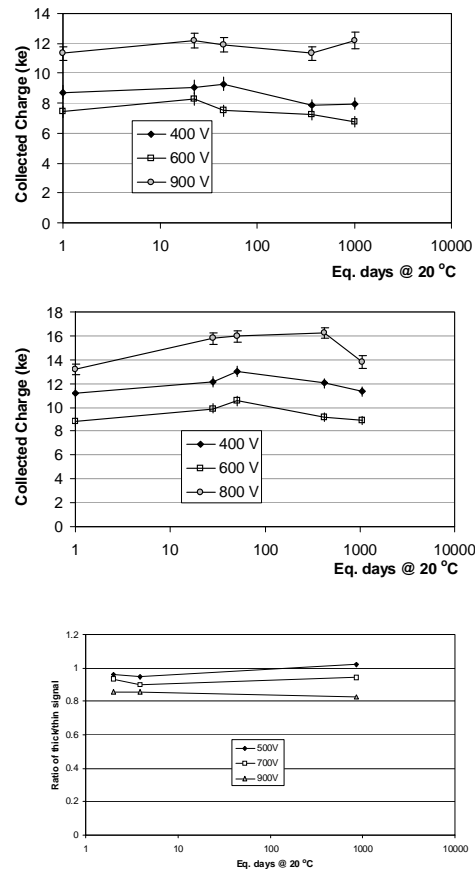 14
12
10
8
6
4
2
0
Collected Charge (ke)
400 V
600 V
900 V
1 10 100 1000 10000
Eq. days @ 20 °C
18
16
14
12
10
8
6
4
2
0
Collected Charge (ke)
400 V
600 V
800 V
1 10 100 1000 10000
Eq. days @ 20 °C
1.2
1
0.8
0.6
0.4
0.2
0
Ratio of thick/thin signal
500V
700V
900V
1 10 100 1000 10000
Eq. days @ 20 °C